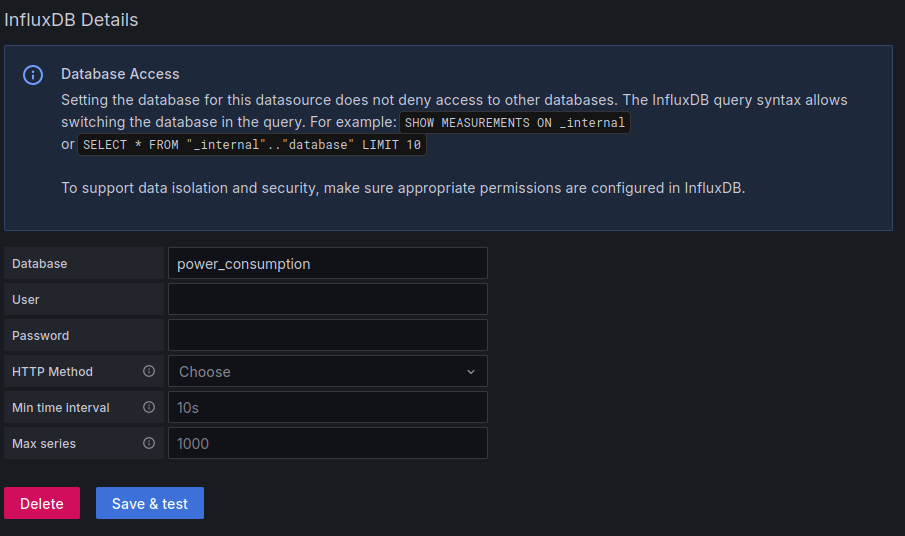 InfluxDB Details
Database Access
Setting the database for this datasource does not deny access to other databases. The InfluxDB query syntax allows
switching the database in the query. For example: SHOW MEASUREMENTS ON _internal
or SELECT * FROM "_internal".."database" LIMIT 10
To support data isolation and security, make sure appropriate permissions are configured in InfluxDB.
Database power_consumption
User
Password
HTTP Method Choose
Min time interval 10s
Max series 1000
Delete Save & test